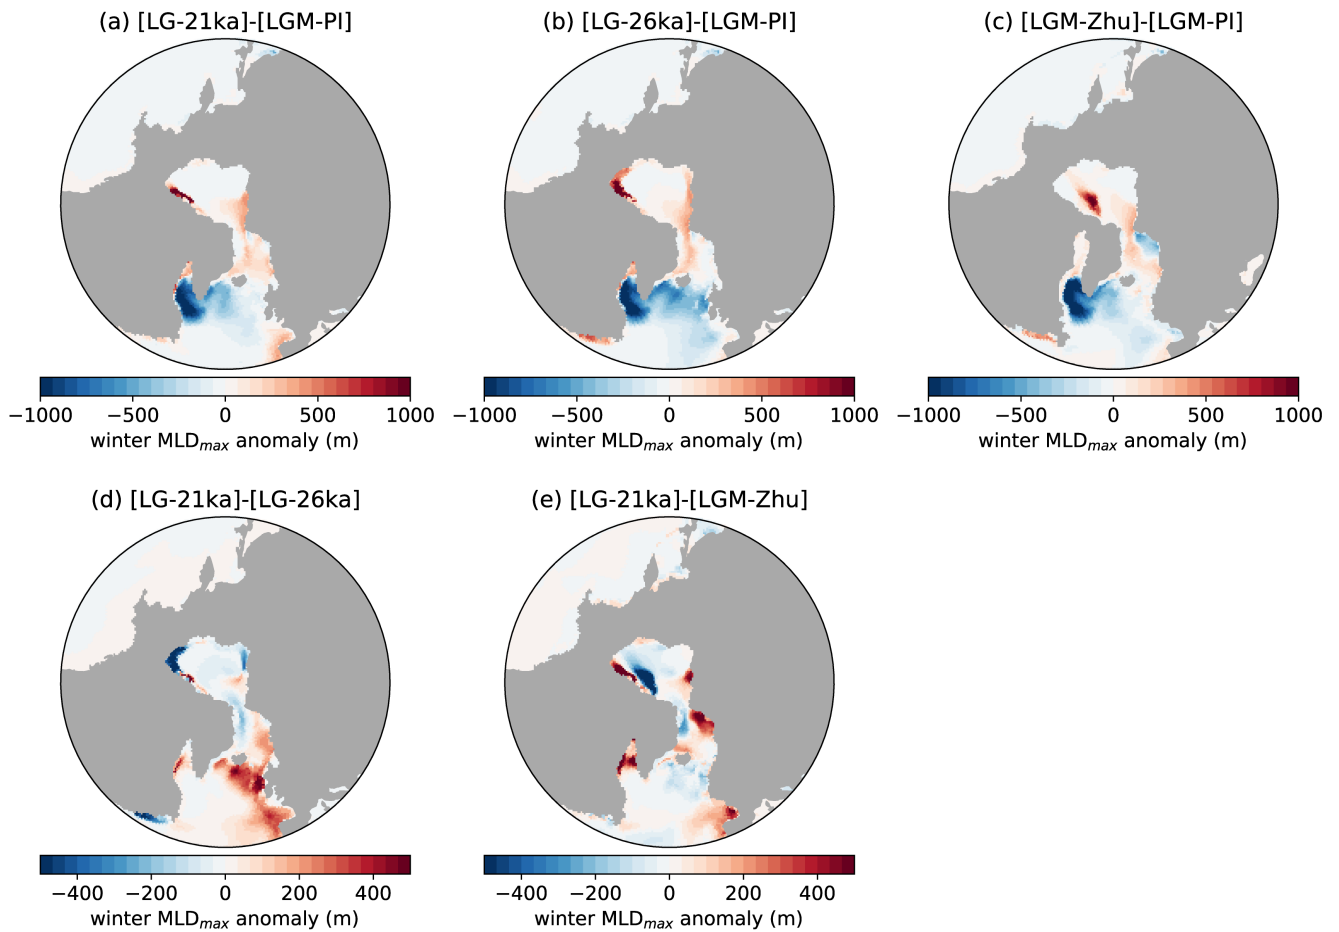 (a) [LG-21ka]-[LGM-PI]
(b) [LG-26ka]-[LGM-PI]
(c) [LGM-Zhu]-[LGM-PI]
−1000 −500 0 500 1000
−1000 −500 0 500 1000
−1000 −500 0 500 1000
winter MLDmax anomaly (m)
winter MLDmax anomaly (m)
winter MLDmax anomaly (m)
(d) [LG-21ka]-[LG-26ka]
(e) [LG-21ka]-[LGM-Zhu]
−400 −200 0 200 400
−400 −200 0 200 400
winter MLDmax anomaly (m)
winter MLDmax anomaly (m)